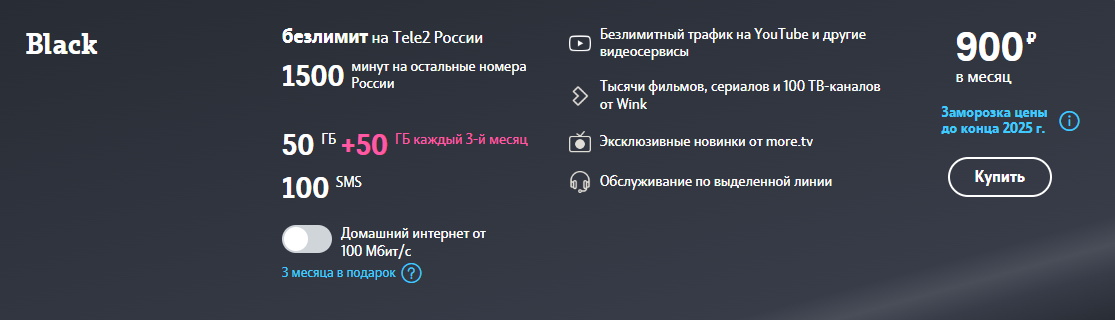 Black
безлимит на Tele2 России
1500 минут на остальные номера
России
50 ГБ +50 ГБ каждый 3-й месяц
100 SMS
Домашний интернет от
100 Мбит/с
3 месяца в подарок ?
Безлимитный трафик на YouTube и другие
видеосервисы
Тысячи фильмов, сериалов и 100 ТВ-каналов
от Wink
Эксклюзивные новинки от more.tv
Обслуживание по выделенной линии
900 ₽
в месяц
Заморозка цены
до конца 2025 г. i
Купить